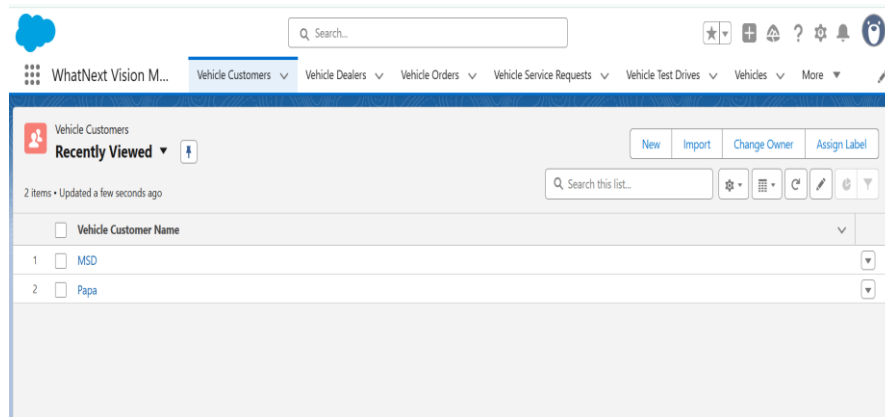 Search...
WhatNext Vision M... Vehicle Customers Vehicle Dealers Vehicle Orders Vehicle Service Requests Vehicle Test Drives Vehicles More
Vehicle Customers
Recently Viewed
New Import Change Owner Assign Label
2 items • Updated a few seconds ago
Search this list...
Vehicle Customer Name
1 MSD
2 Papa